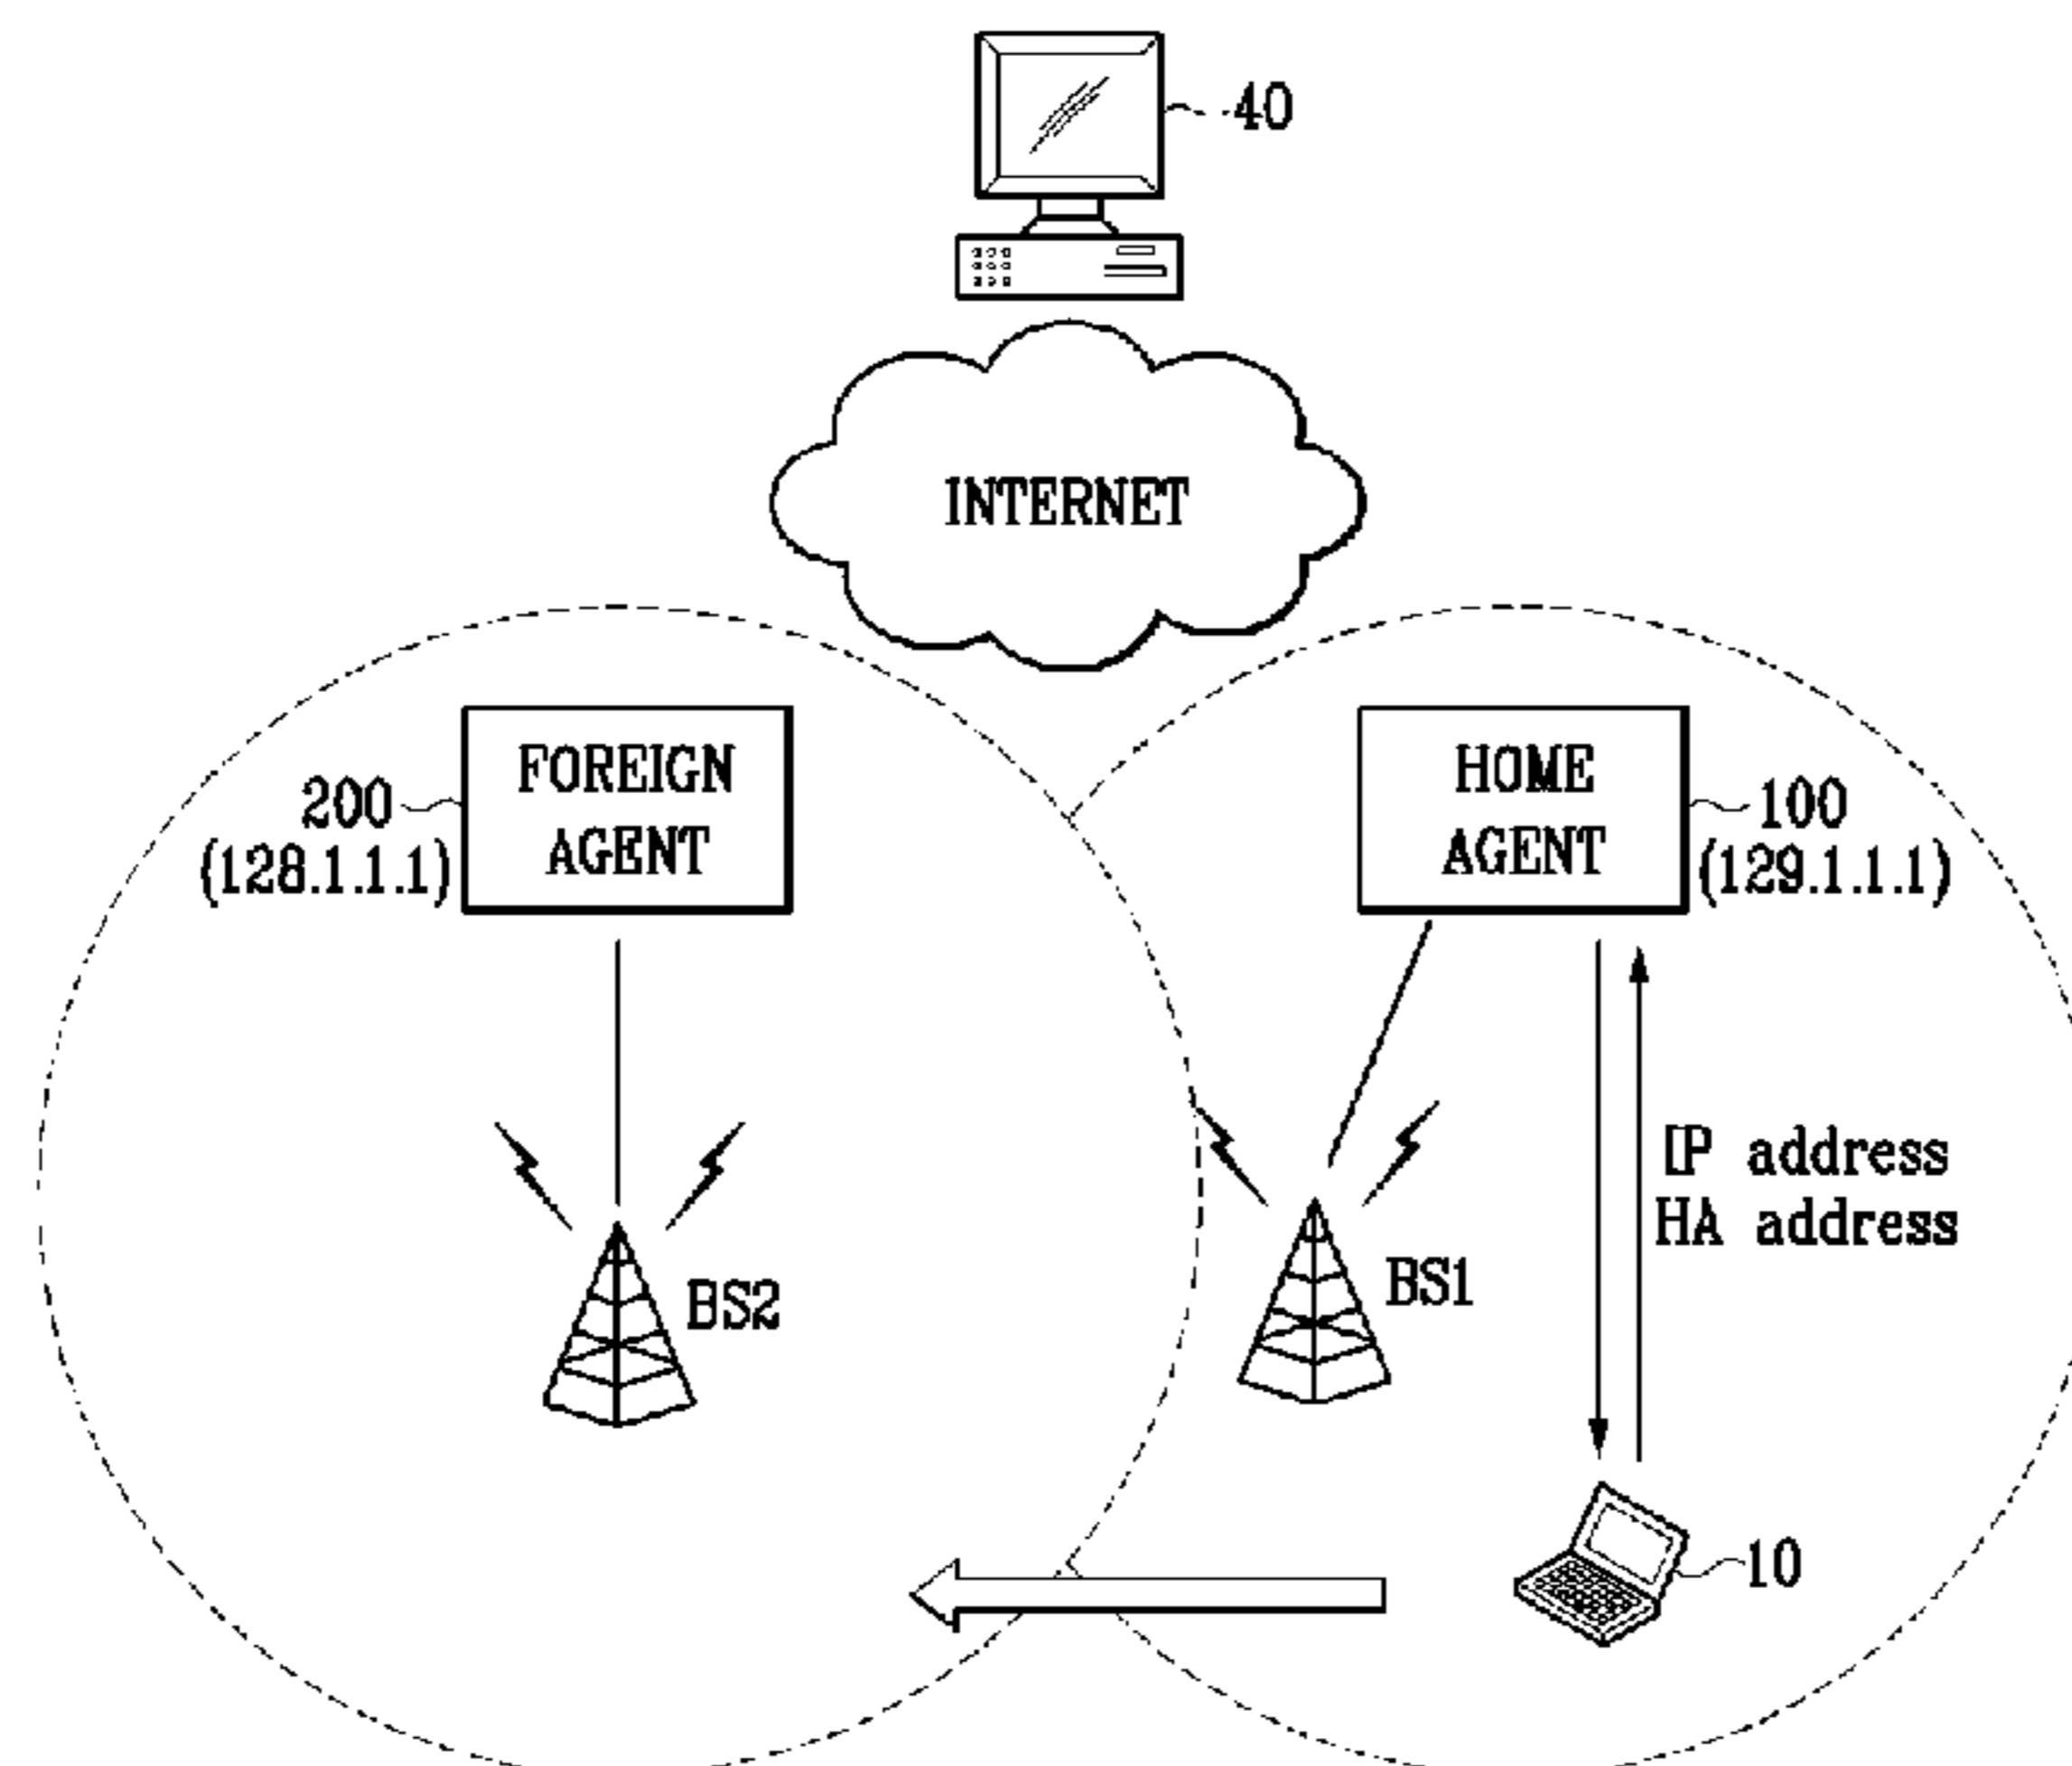 40
INTERNET
FOREIGN
AGENT
200
(128.1.1.1)
HOME
AGENT
100
(129.1.1.1)
IP address
HA address
BS2
BS1
10